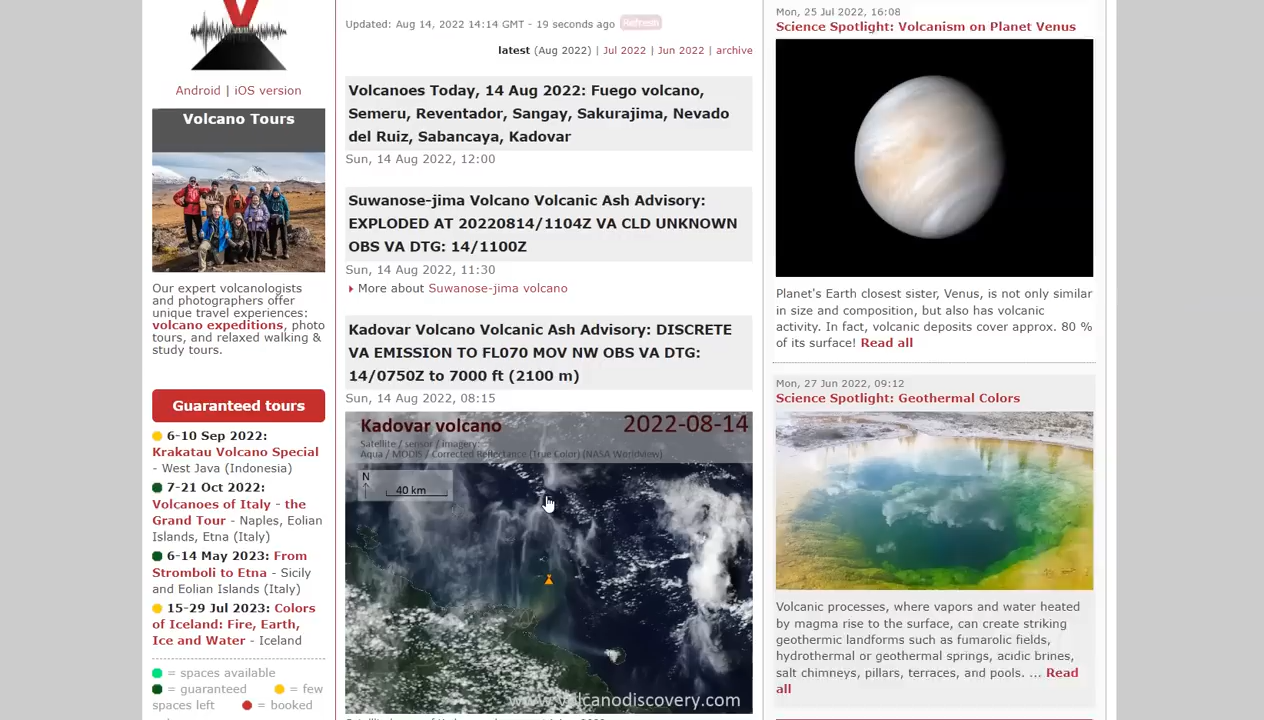 Android | iOS version
Volcano Tours
Our expert volcanologists
and photographers offer
unique travel experiences:
volcano expeditions, photo
tours, and relaxed walking &
study tours.
Guaranteed tours
6-10 Sep 2022:
Krakatau Volcano Special
- West Java (Indonesia)
7-21 Oct 2022:
Volcanoes of Italy - the
Grand Tour - Naples, Eolian
Islands, Etna (Italy)
6-14 May 2023: From
Stromboli to Etna - Sicily
and Eolian Islands (Italy)
15-29 Jul 2023: Colors
of Iceland: Fire, Earth,
Ice and Water - Iceland
= spaces available
= guaranteed = few
spaces left = booked
Updated: Aug 14, 2022 14:14 GMT - 19 seconds ago Refresh
latest (Aug 2022) | Jul 2022 | Jun 2022 | archive
Volcanoes Today, 14 Aug 2022: Fuego volcano,
Semeru, Reventador, Sangay, Sakurajima, Nevado
del Ruiz, Sabancaya, Kadovar
Sun, 14 Aug 2022, 12:00
Suwanose-jima Volcano Volcanic Ash Advisory:
EXPLODED AT 20220814/1104Z VA CLD UNKNOWN
OBS VA DTG: 14/1100Z
Sun, 14 Aug 2022, 11:30
More about Suwanose-jima volcano
Kadovar Volcano Volcanic Ash Advisory: DISCRETE
VA EMISSION TO FL070 MOV NW OBS VA DTG:
14/0750Z to 7000 ft (2100 m)
Sun, 14 Aug 2022, 08:15
Kadovar volcano 2022-08-14
Satellite / sensor / imagery:
Aqua / MODIS / Corrected Reflectance (True Color) (NASA Worldview)
N
40 km
www.volcanodiscovery.com
Mon, 25 Jul 2022, 16:08
Science Spotlight: Volcanism on Planet Venus
Planet's Earth closest sister, Venus, is not only similar
in size and composition, but also has volcanic
activity. In fact, volcanic deposits cover approx. 80 %
of its surface! Read all
Mon, 27 Jun 2022, 09:12
Science Spotlight: Geothermal Colors
Volcanic processes, where vapors and water heated
by magma rise to the surface, can create striking
geothermic landforms such as fumarolic fields,
hydrothermal or geothermal springs, acidic brines,
salt chimneys, pillars, terraces, and pools. ... Read
all